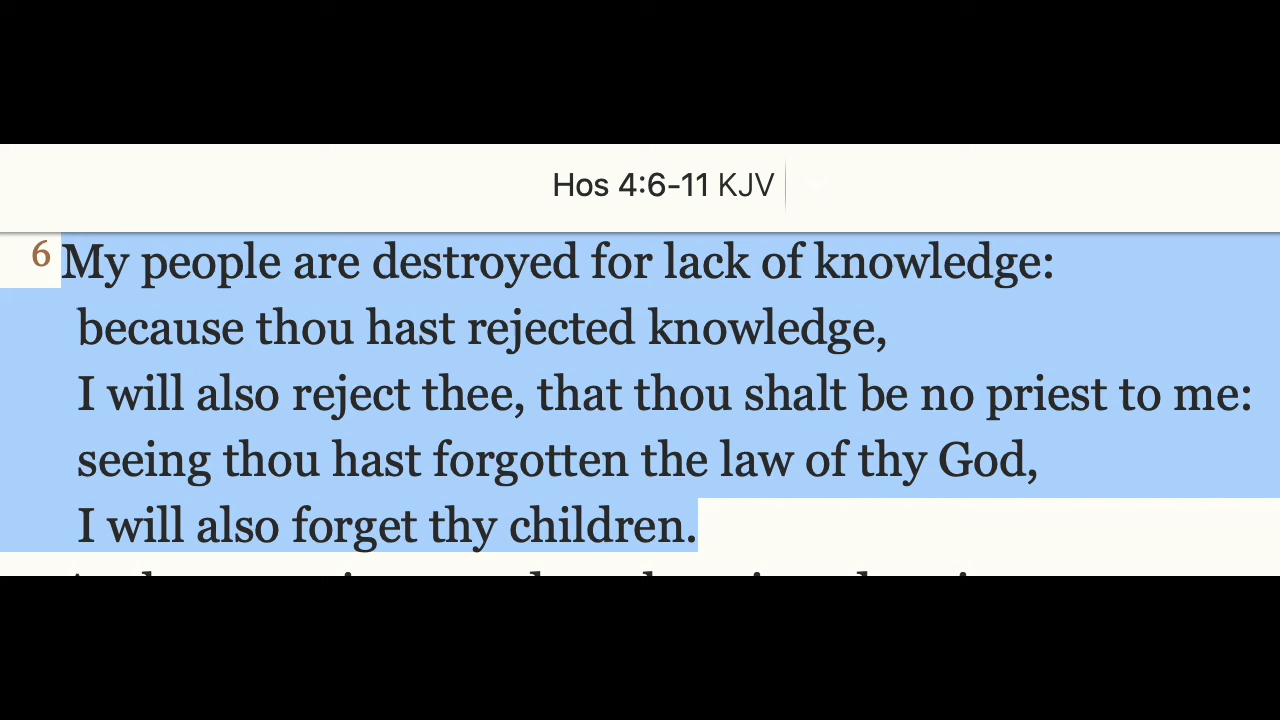 Hos 4:6-11 KJV
6 My people are destroyed for lack of knowledge:
because thou hast rejected knowledge,
I will also reject thee, that thou shalt be no priest to me:
seeing thou hast forgotten the law of thy God,
I will also forget thy children.